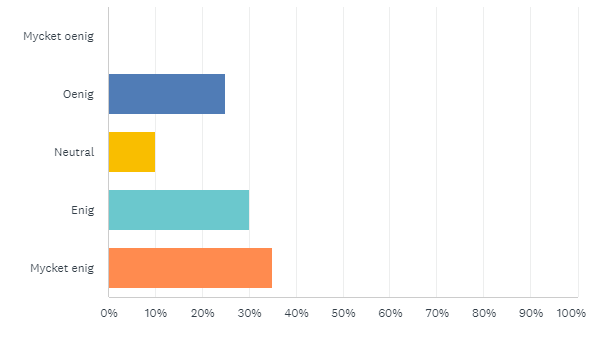 Mycket oenig
Oenig
Neutral
Enig
Mycket enig
0% 10% 20% 30% 40% 50% 60% 70% 80% 90% 100%